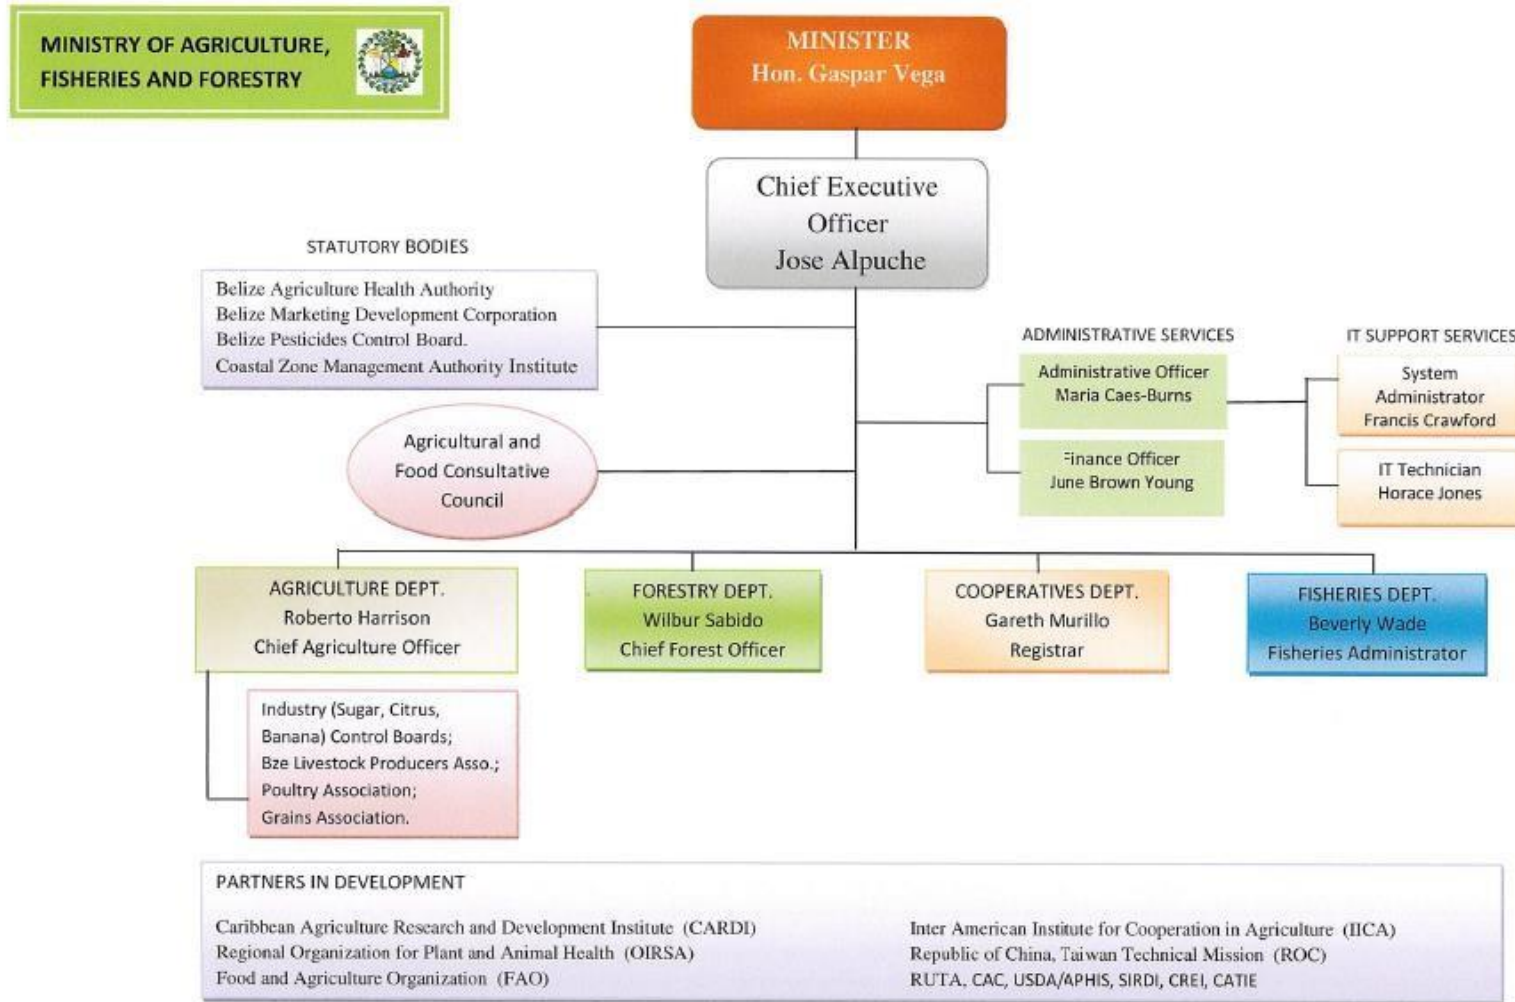 MINISTRY OF AGRICULTURE,
FISHERIES AND FORESTRY
MINISTER
Hon. Gaspar Vega
Chief Executive
Officer
Jose Alpuche
STATUTORY BODIES
Belize Agriculture Health Authority
Belize Marketing Development Corporation
Belize Pesticides Control Board.
Coastal Zone Management Authority Institute
Agricultural and
Food Consultative
Council
ADMINISTRATIVE SERVICES
Administrative Officer
Maria Caes-Burns
Finance Officer
June Brown Young
IT SUPPORT SERVICES
System
Administrator
Francis Crawford
IT Technician
Horace Jones
AGRICULTURE DEPT.
Roberto Harrison
Chief Agriculture Officer
Industry (Sugar, Citrus,
Banana) Control Boards;
Bze Livestock Producers Asso.;
Poultry Association;
Grains Association.
FORESTRY DEPT.
Wilbur Sabido
Chief Forest Officer
COOPERATIVES DEPT.
Gareth Murillo
Registrar
FISHERIES DEPT.
Beverly Wade
Fisheries Administrator
PARTNERS IN DEVELOPMENT
Caribbean Agriculture Research and Development Institute (CARDI)
Regional Organization for Plant and Animal Health (OIRSA)
Food and Agriculture Organization (FAO)
Inter American Institute for Cooperation in Agriculture (IICA)
Republic of China, Taiwan Technical Mission (ROC)
RUTA, CAC, USDA/APHIS, SIRDI, CREI, CATIE